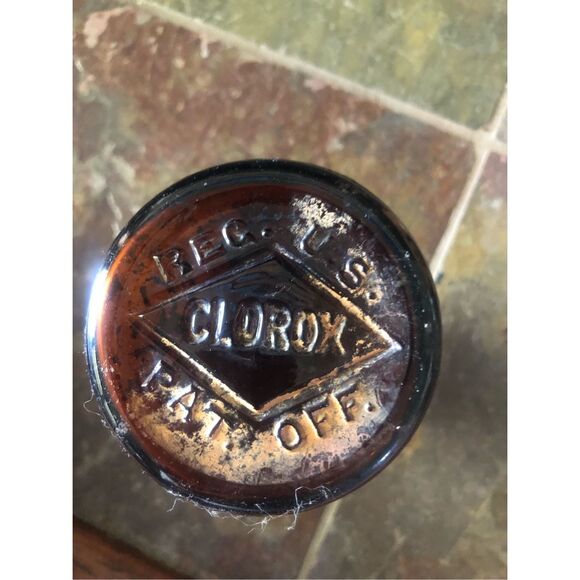 REG. U.S.
CLOROX
PAT. OFF.